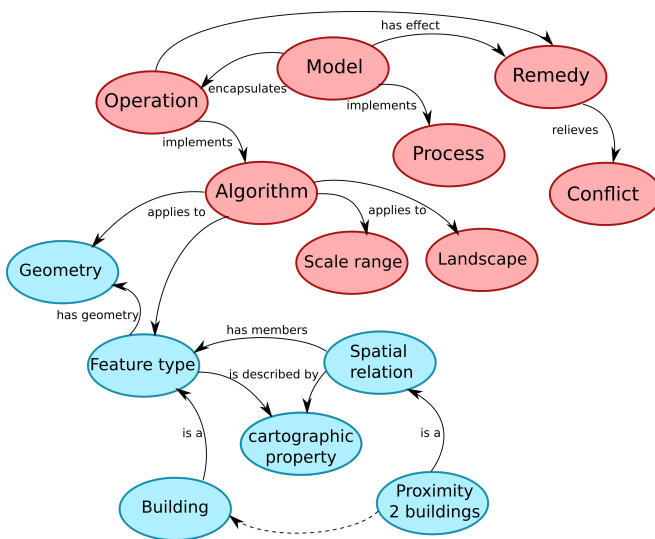 has effect
Model
Remedy
encapsulates
Operation
implements
relieves
implements
Process
Algorithm
Conflict
applies to
applies to
Geometry
Scale range
Landscape
has geometry
has members
Feature type
Spatial
relation
is described by
cartographic
property
is a
is a
Building
Proximity
2 buildings